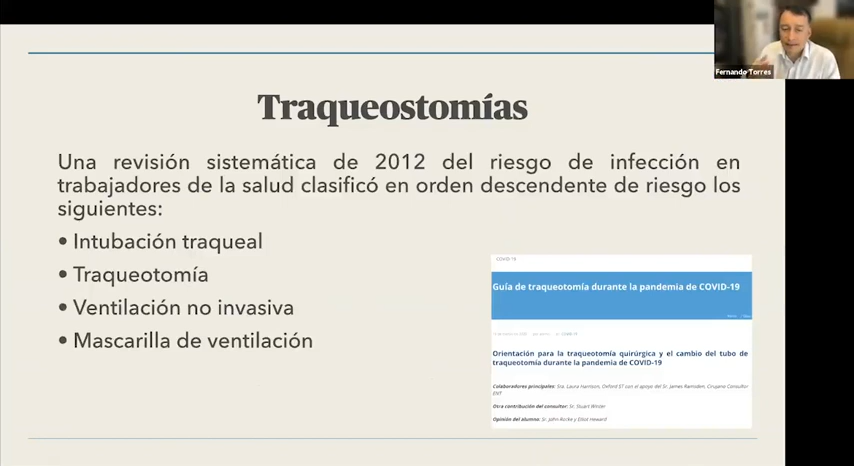 Fernando Torres
Traqueostomías
Una revisión sistemática de 2012 del riesgo de infección en
trabajadores de la salud clasificó en orden descendente de riesgo los
siguientes:
• Intubación traqueal
• Traqueotomía
• Ventilación no invasiva
• Mascarilla de ventilación
COVID-19
Guía de traqueotomía durante la pandemia de COVID-19
COVID-19
Orientación para la traqueotomía quirúrgica y el cambio del tubo de
traqueotomía durante la pandemia de COVID-19
Colaboradores principales: Sra. Laura Harrison, Oxford ET con el apoyo del Sr. James Ramsden, Cirujano Consultor
ENT
Otra contribución del consultor: Sr. Stuart Winter
Opinión del alumno: Sr. John Rocke y Elliot Heward